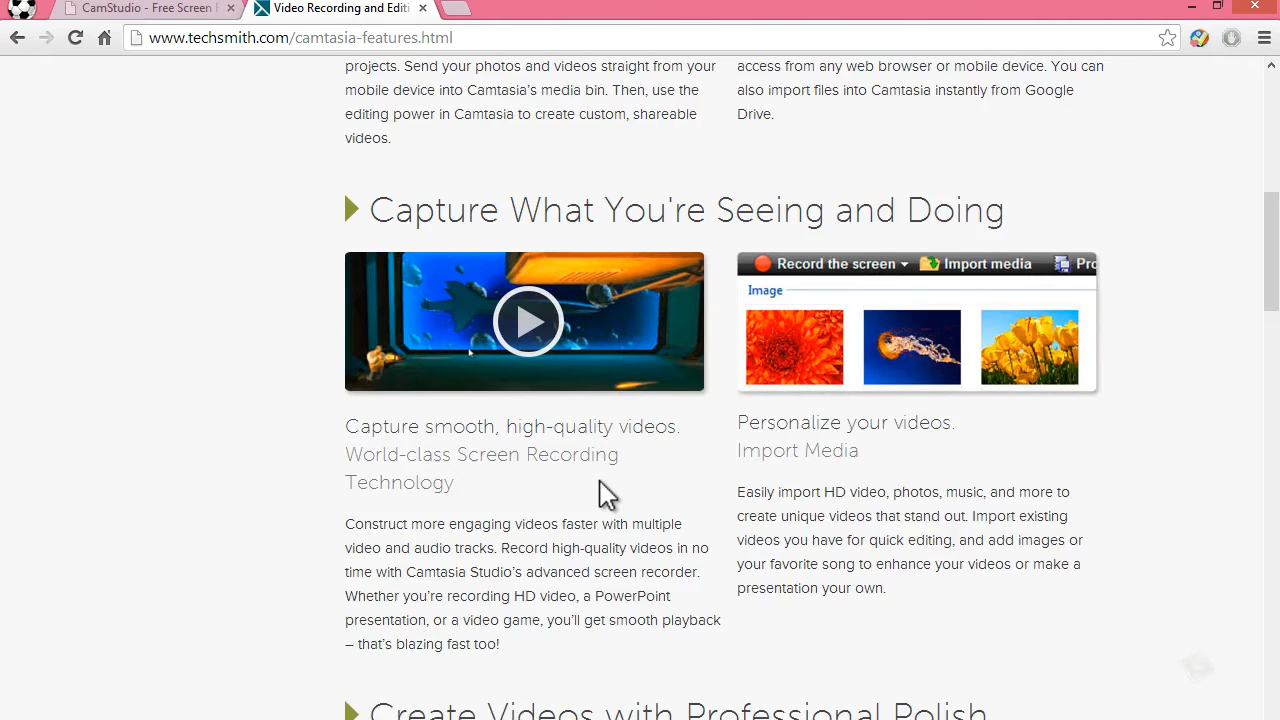 CamStudio - Free Screen
Video Recording and Editi
www.techsmith.com/camtasia-features.html
projects. Send your photos and videos straight from your
mobile device into Camtasia’s media bin. Then, use the
editing power in Camtasia to create custom, shareable
videos.
access from any web browser or mobile device. You can
also import files into Camtasia instantly from Google
Drive.
Capture What You're Seeing and Doing
Record the screen
Import media
Pro
Image
Capture smooth, high-quality videos.
World-class Screen Recording
Technology
Construct more engaging videos faster with multiple
video and audio tracks. Record high-quality videos in no
time with Camtasia Studio’s advanced screen recorder.
Whether you’re recording HD video, a PowerPoint
presentation, or a video game, you’ll get smooth playback
– that’s blazing fast too!
Personalize your videos.
Import Media
Easily import HD video, photos, music, and more to
create unique videos that stand out. Import existing
videos you have for quick editing, and add images or
your favorite song to enhance your videos or make a
presentation your own.
Create Videos with Professional Polish